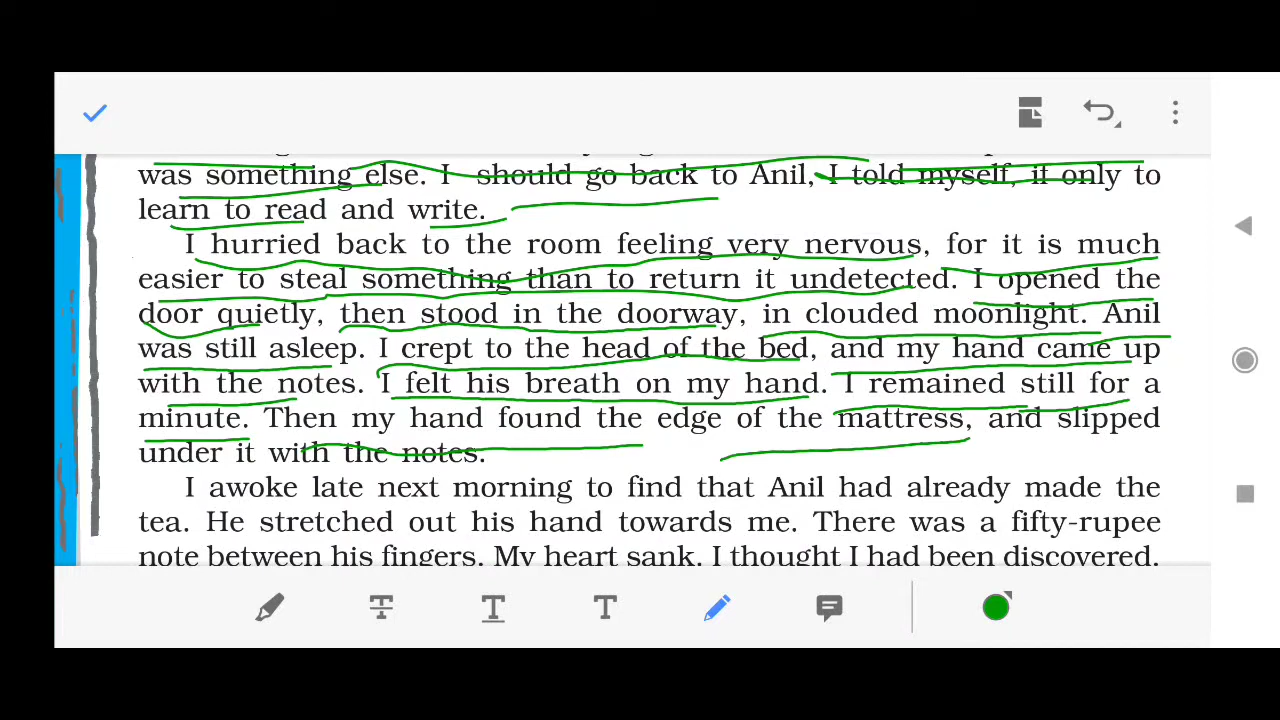 was something else. I should go back to Anil, I told myself, if only to
learn to read and write.
I hurried back to the room feeling very nervous, for it is much
easier to steal something than to return it undetected. I opened the
door quietly, then stood in the doorway, in clouded moonlight. Anil
was still asleep. I crept to the head of the bed, and my hand came up
with the notes. I felt his breath on my hand. I remained still for a
minute. Then my hand found the edge of the mattress, and slipped
under it with the notes.
I awoke late next morning to find that Anil had already made the
tea. He stretched out his hand towards me. There was a fifty-rupee
note between his fingers. My heart sank. I thought I had been discovered.